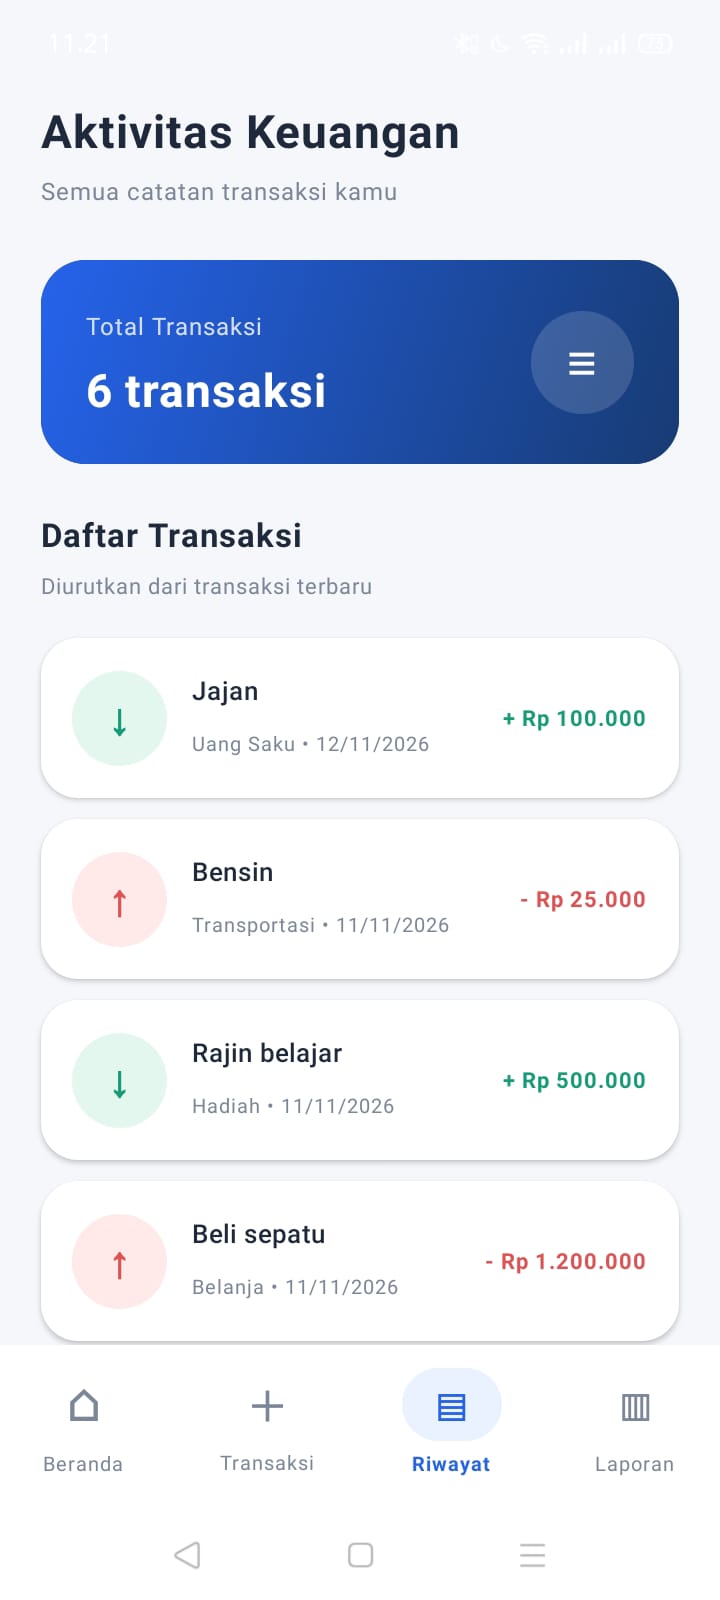 11.21
Aktivitas Keuangan
Semua catatan transaksi kamu
Total Transaksi
6 transaksi
Daftar Transaksi
Diurutkan dari transaksi terbaru
Jajan
Uang Saku • 12/11/2026
+ Rp 100.000
Bensin
Transportasi • 11/11/2026
- Rp 25.000
Rajin belajar
Hadiah • 11/11/2026
+ Rp 500.000
Beli sepatu
Belanja • 11/11/2026
- Rp 1.200.000
Beranda
Transaksi
Riwayat
Laporan